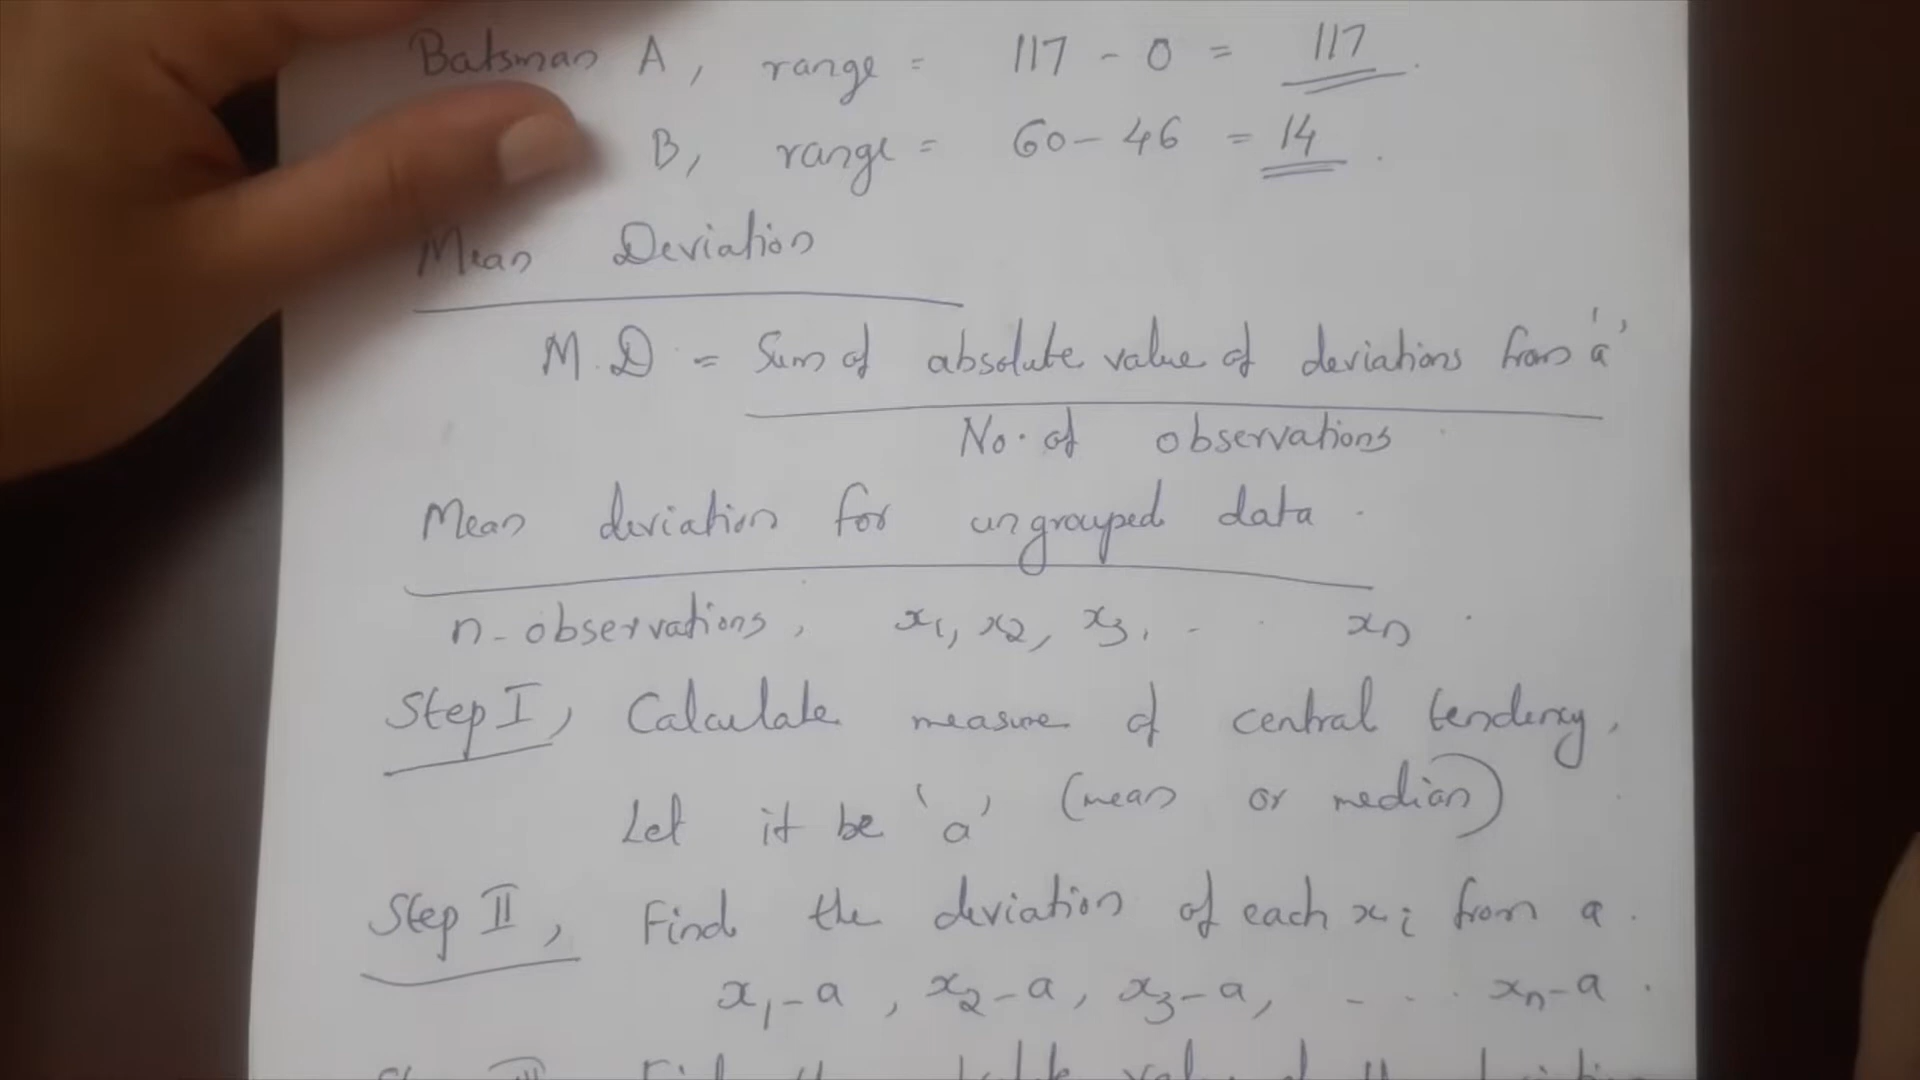 Batsman A, range = 117 - 0 = 117.
B, range = 60 - 46 = 14.
Mean Deviation
M.D = Sum of absolute value of deviations from 'a'
No. of observations
Mean deviation for ungrouped data.
n-observations, x1, x2, x3, - . . xn.
Step I, Calculate measure of central tendency.
Let it be 'a' (mean or median)
Step II, Find the deviation of each xi from a.
x1-a, x2-a, x3-a, - . . xn-a.